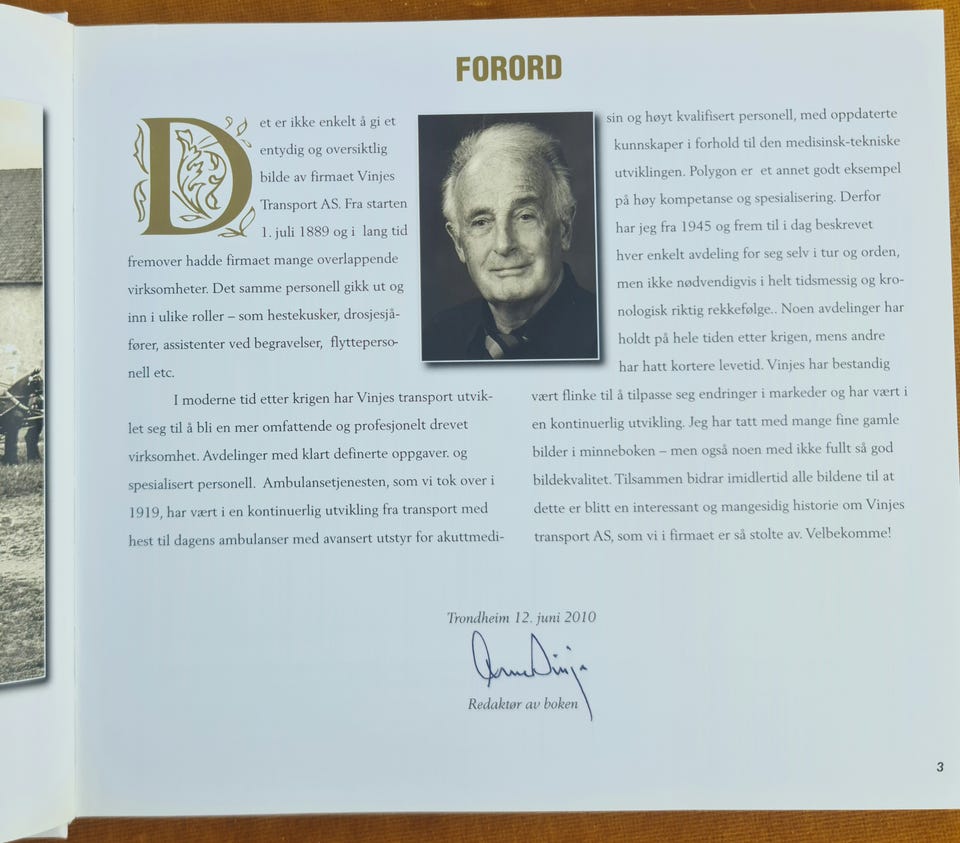 FORORD
Det er ikke enkelt å gi et
entydig og oversiktlig
bilde av firmaet Vinjes
Transport AS. Fra starten
1. juli 1889 og i lang tid
fremover hadde firmaet mange overlappende
virksomheter. Det samme personell gikk ut og
inn i ulike roller – som hestekusker, drosjesjå-
fører, assistenter ved begravelser, flytteperso-
nell etc.
I moderne tid etter krigen har Vinjes transport utvik-
let seg til å bli en mer omfattende og profesjonelt drevet
virksomhet. Avdelinger med klart definerte oppgaver. og
spesialisert personell. Ambulansetjenesten, som vi tok over i
1919, har vært i en kontinuerlig utvikling fra transport med
hest til dagens ambulanser med avansert utstyr for akuttmedi-
sin og høyt kvalifisert personell, med oppdaterte
kunnskaper i forhold til den medisinsk-tekniske
utviklingen. Polygon er et annet godt eksempel
på høy kompetanse og spesialisering. Derfor
har jeg fra 1945 og frem til i dag beskrevet
hver enkelt avdeling for seg selv i tur og orden,
men ikke nødvendigvis i helt tidsmessig og kro-
nologisk riktig rekkefølge.. Noen avdelinger har
holdt på hele tiden etter krigen, mens andre
har hatt kortere levetid. Vinjes har bestandig
vært flinke til å tilpasse seg endringer i markeder og har vært i
en kontinuerlig utvikling. Jeg har tatt med mange fine gamle
bilder i minneboken – men også noen med ikke fullt så god
bildekvalitet. Tilsammen bidrar imidlertid alle bildene til at
dette er blitt en interessant og mangesidig historie om Vinjes
transport AS, som vi i firmaet er så stolte av. Velbekomme!
Trondheim 12. juni 2010
Arne Vinje
Redaktør av boken
3